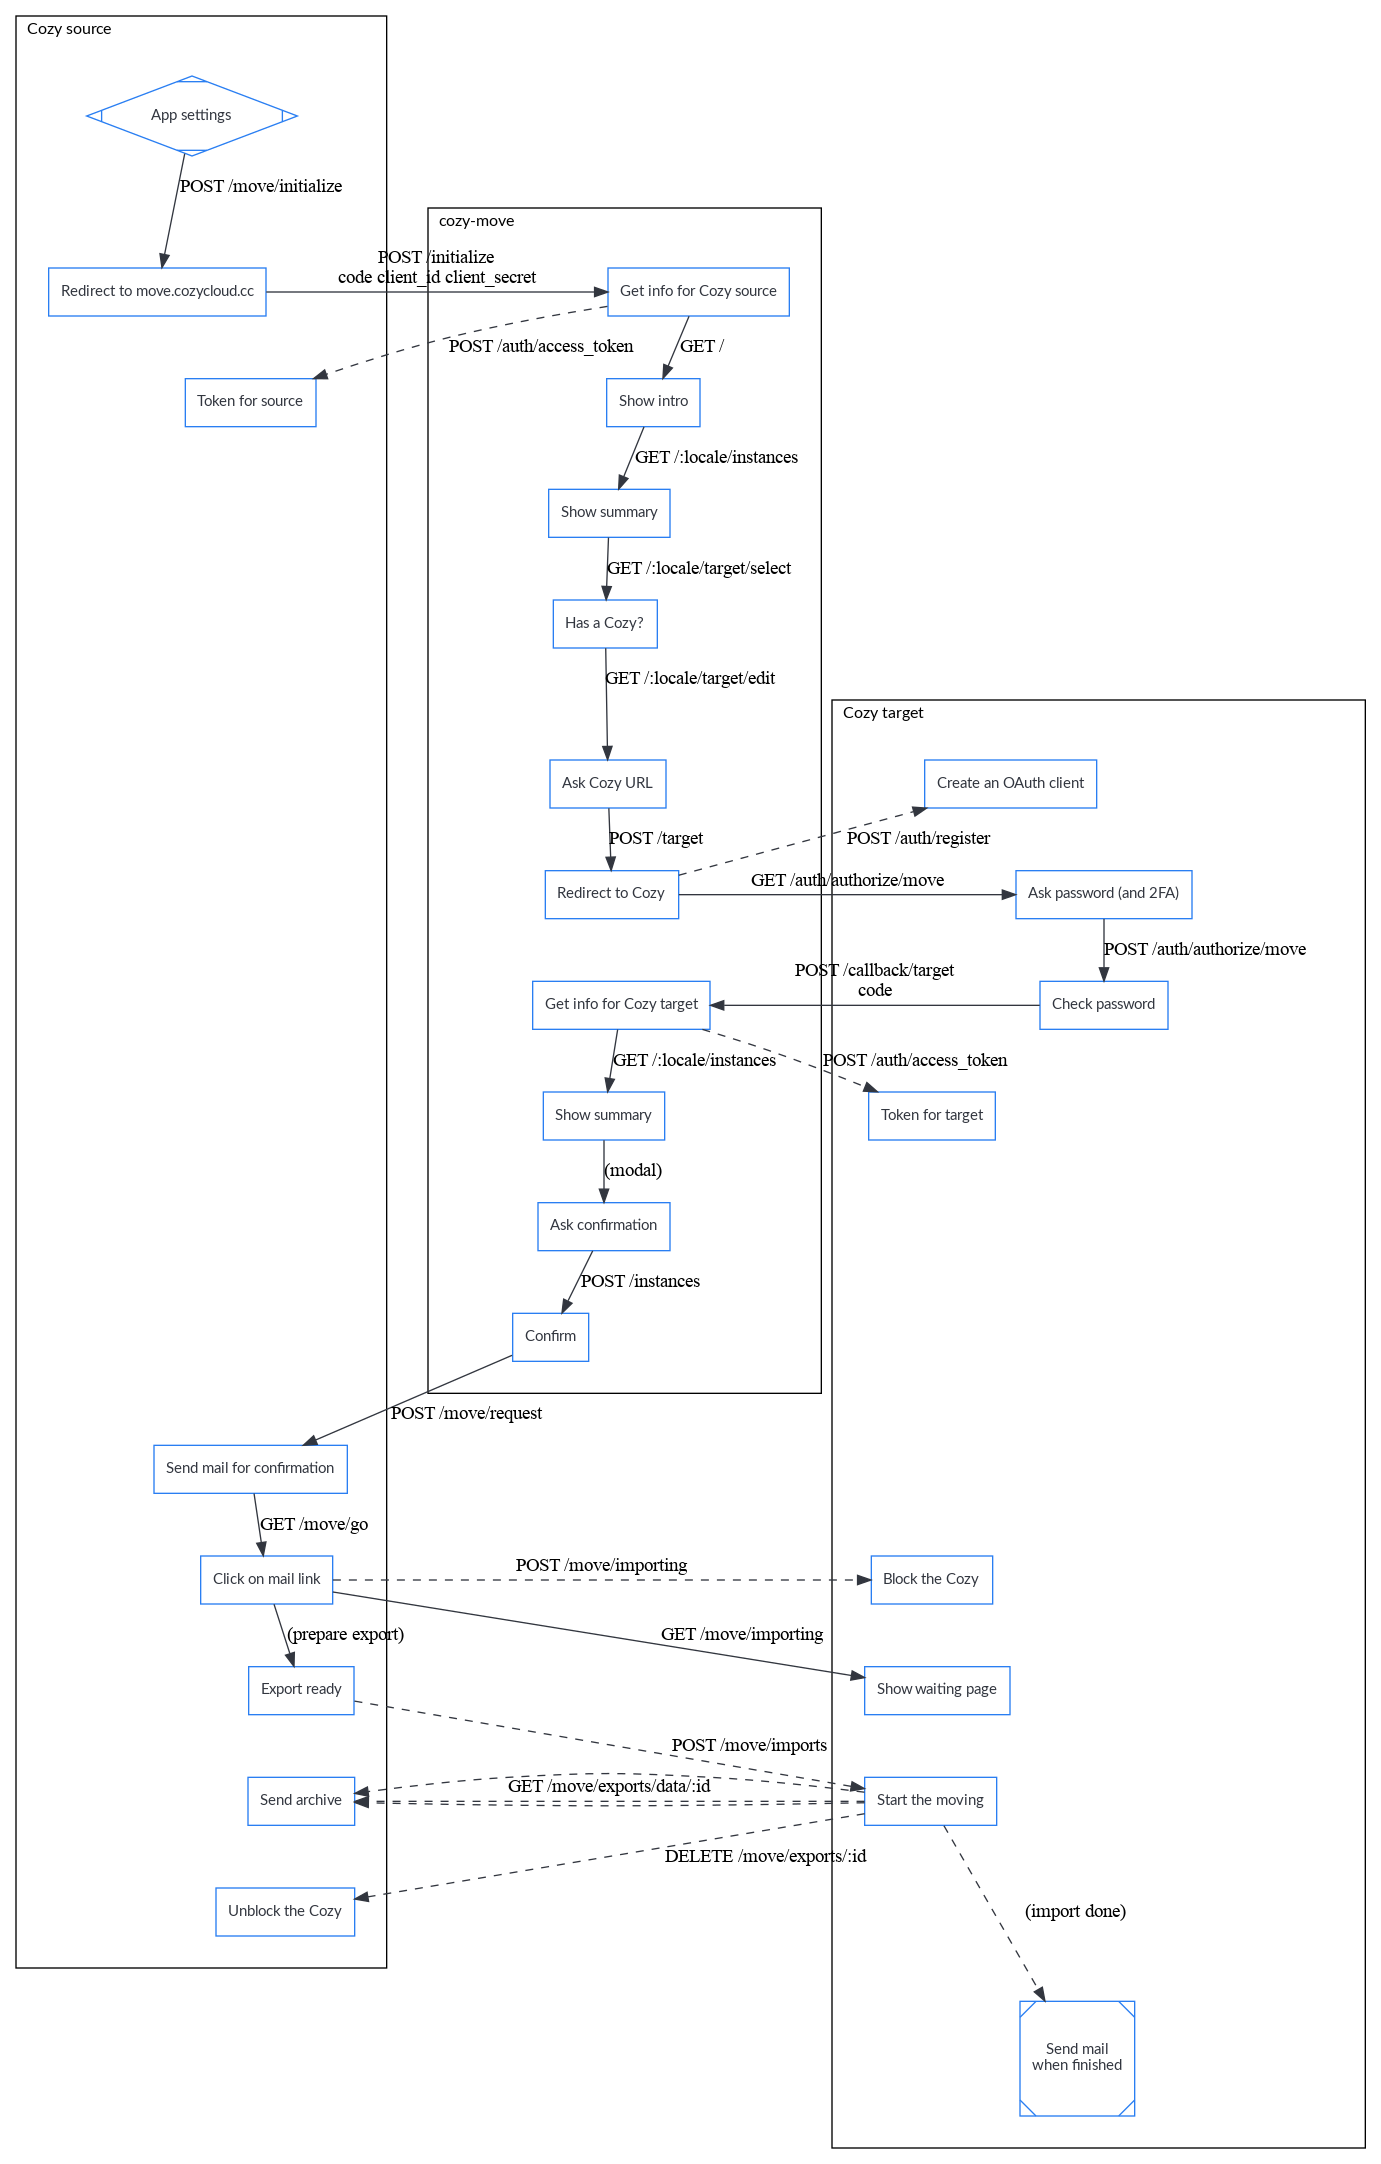 Cozy source
App settings
POST /move/initialize
cozy-move
POST /initialize
code client_id client_secret
Redirect to move.cozycloud.cc
Get info for Cozy source
POST /auth/access_token
GET /
Token for source
Show intro
GET /:locale/instances
Show summary
GET /:locale/target/select
Has a Cozy?
GET /:locale/target/edit
Cozy target
Ask Cozy URL
Create an OAuth client
POST /target
POST /auth/register
Redirect to Cozy
GET /auth/authorize/move
Ask password (and 2FA)
POST /auth/authorize/move
POST /callback/target
code
Get info for Cozy target
Check password
GET /:locale/instances
POST /auth/access_token
Show summary
Token for target
(modal)
Ask confirmation
POST /instances
Confirm
POST /move/request
Send mail for confirmation
GET /move/go
Click on mail link
POST /move/importing
Block the Cozy
(prepare export)
GET /move/importing
Export ready
Show waiting page
POST /move/imports
GET /move/exports/data/:id
Send archive
Start the moving
DELETE /move/exports/:id
Unblock the Cozy
(import done)
Send mail
when finished